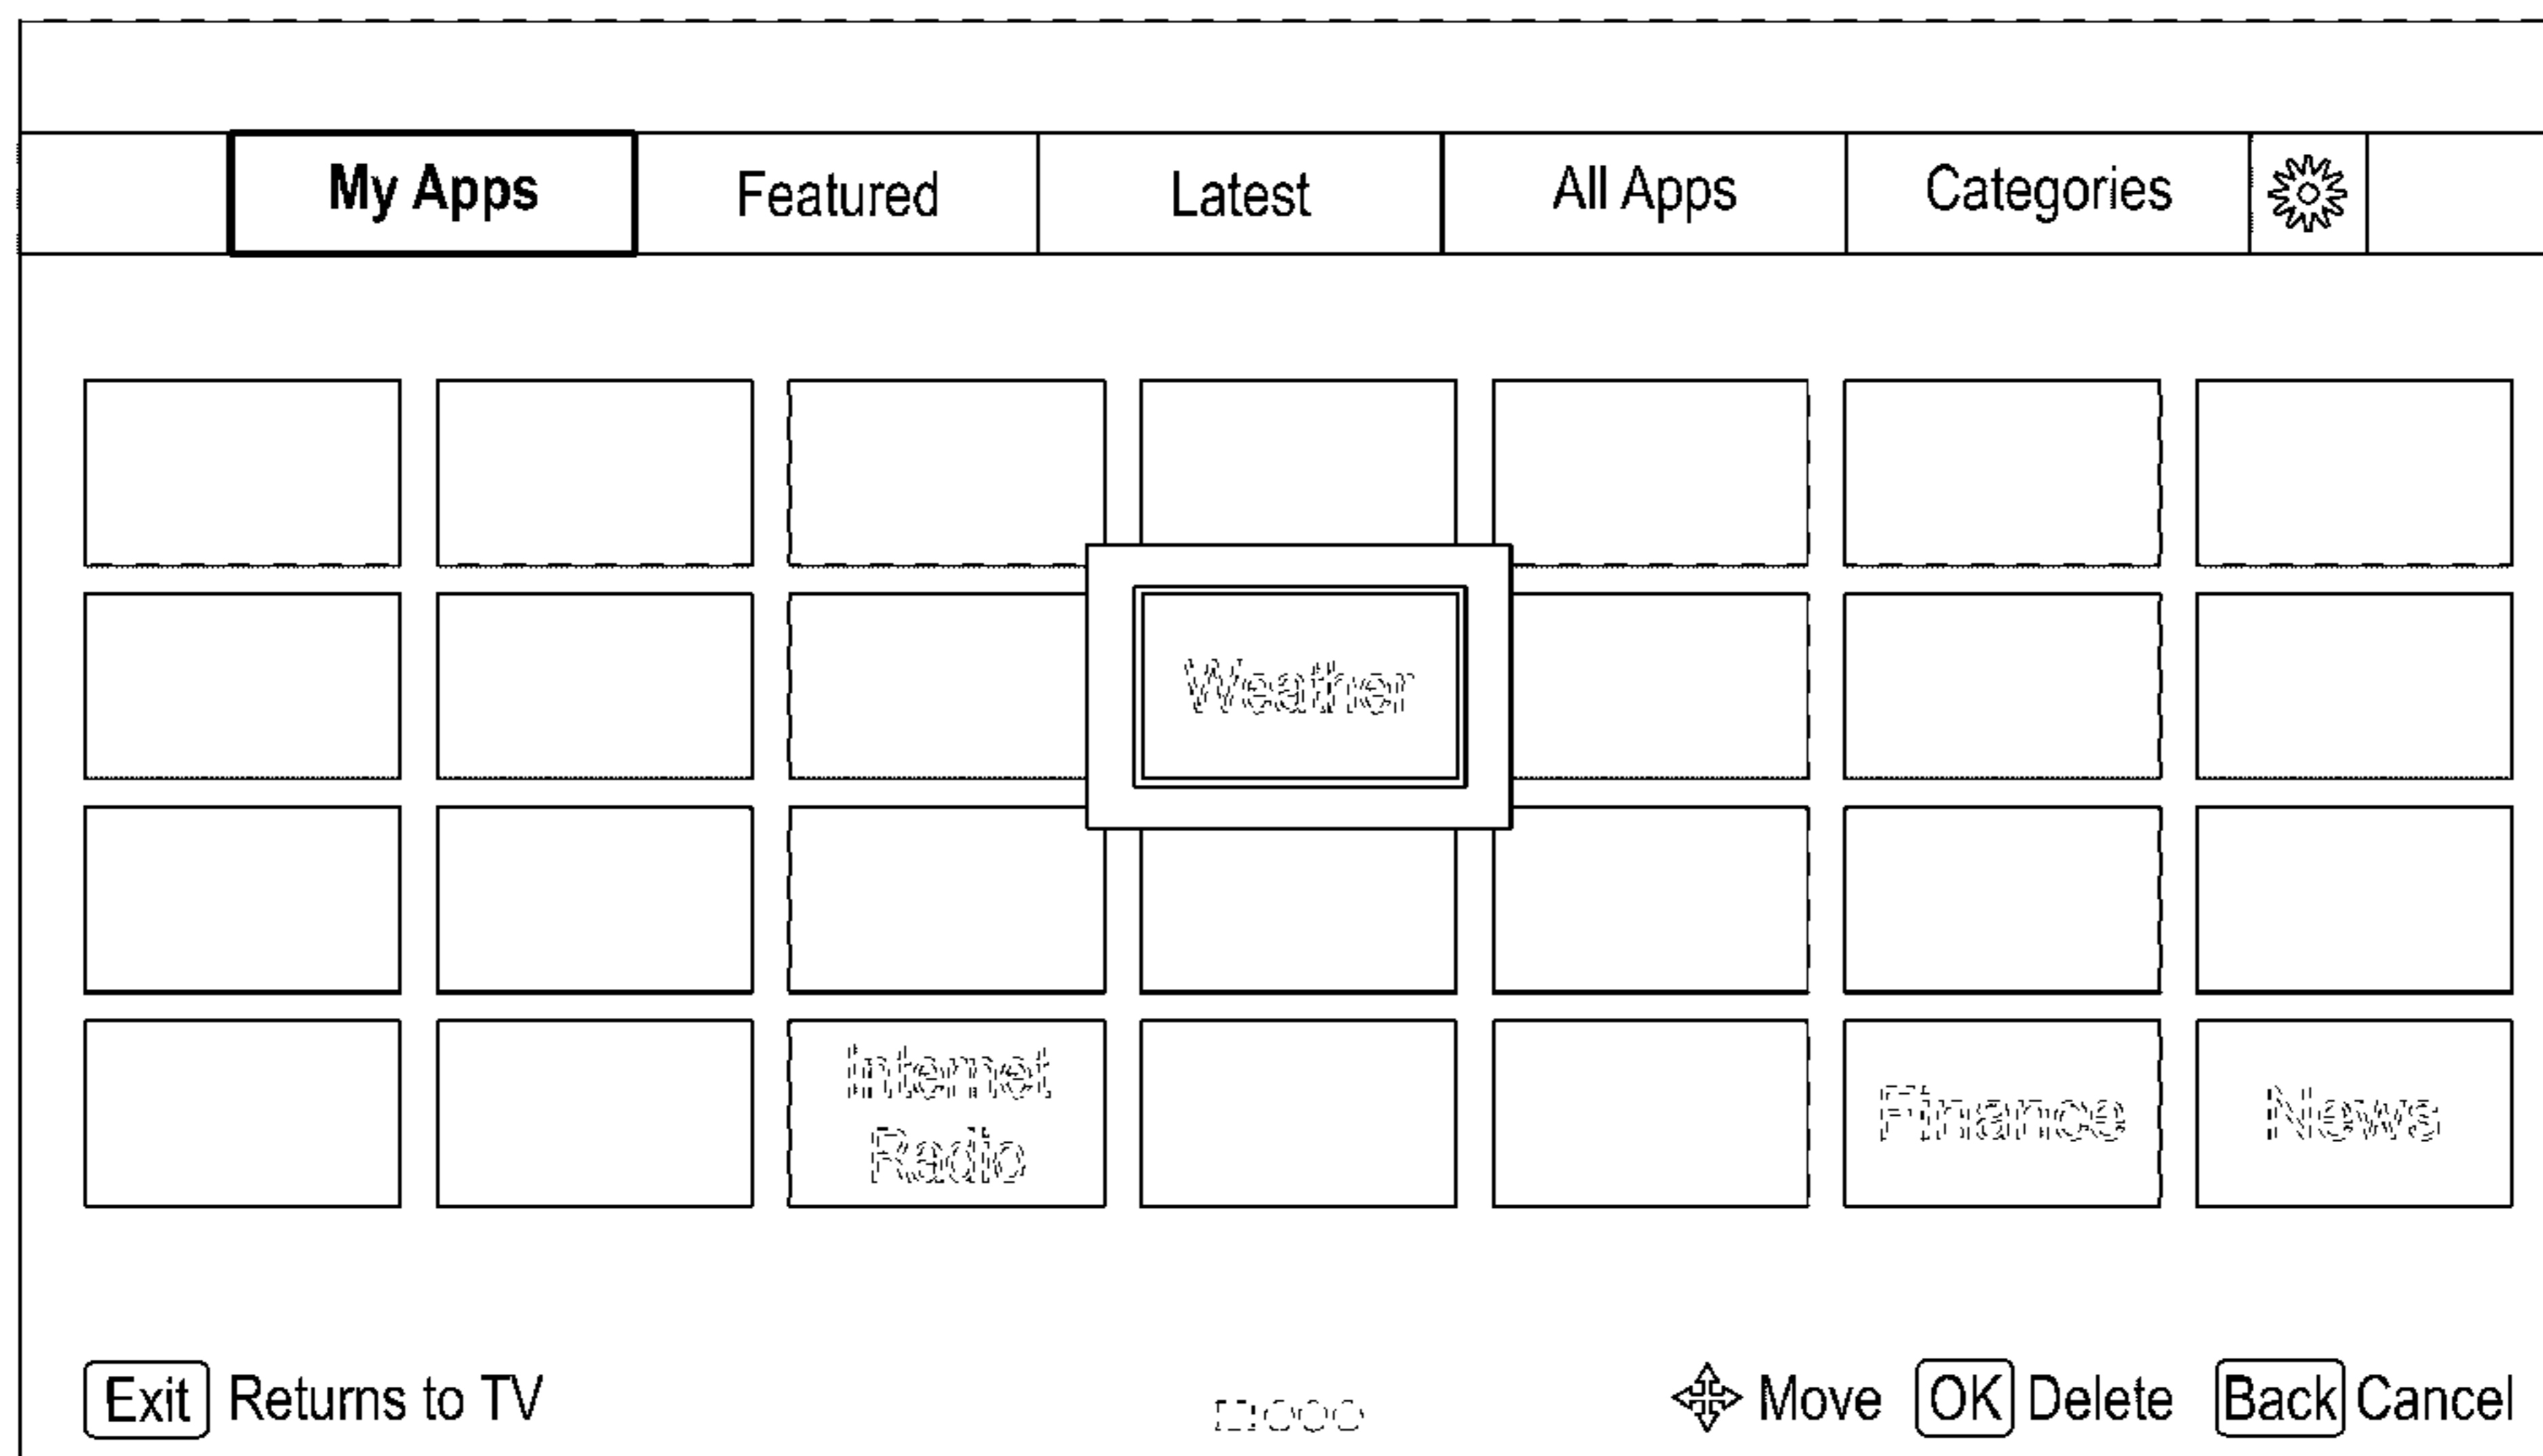 My Apps Featured Latest All Apps Categories
Weather
Internet
Radio
Finance News
Exit Returns to TV Move OK Delete Back Cancel